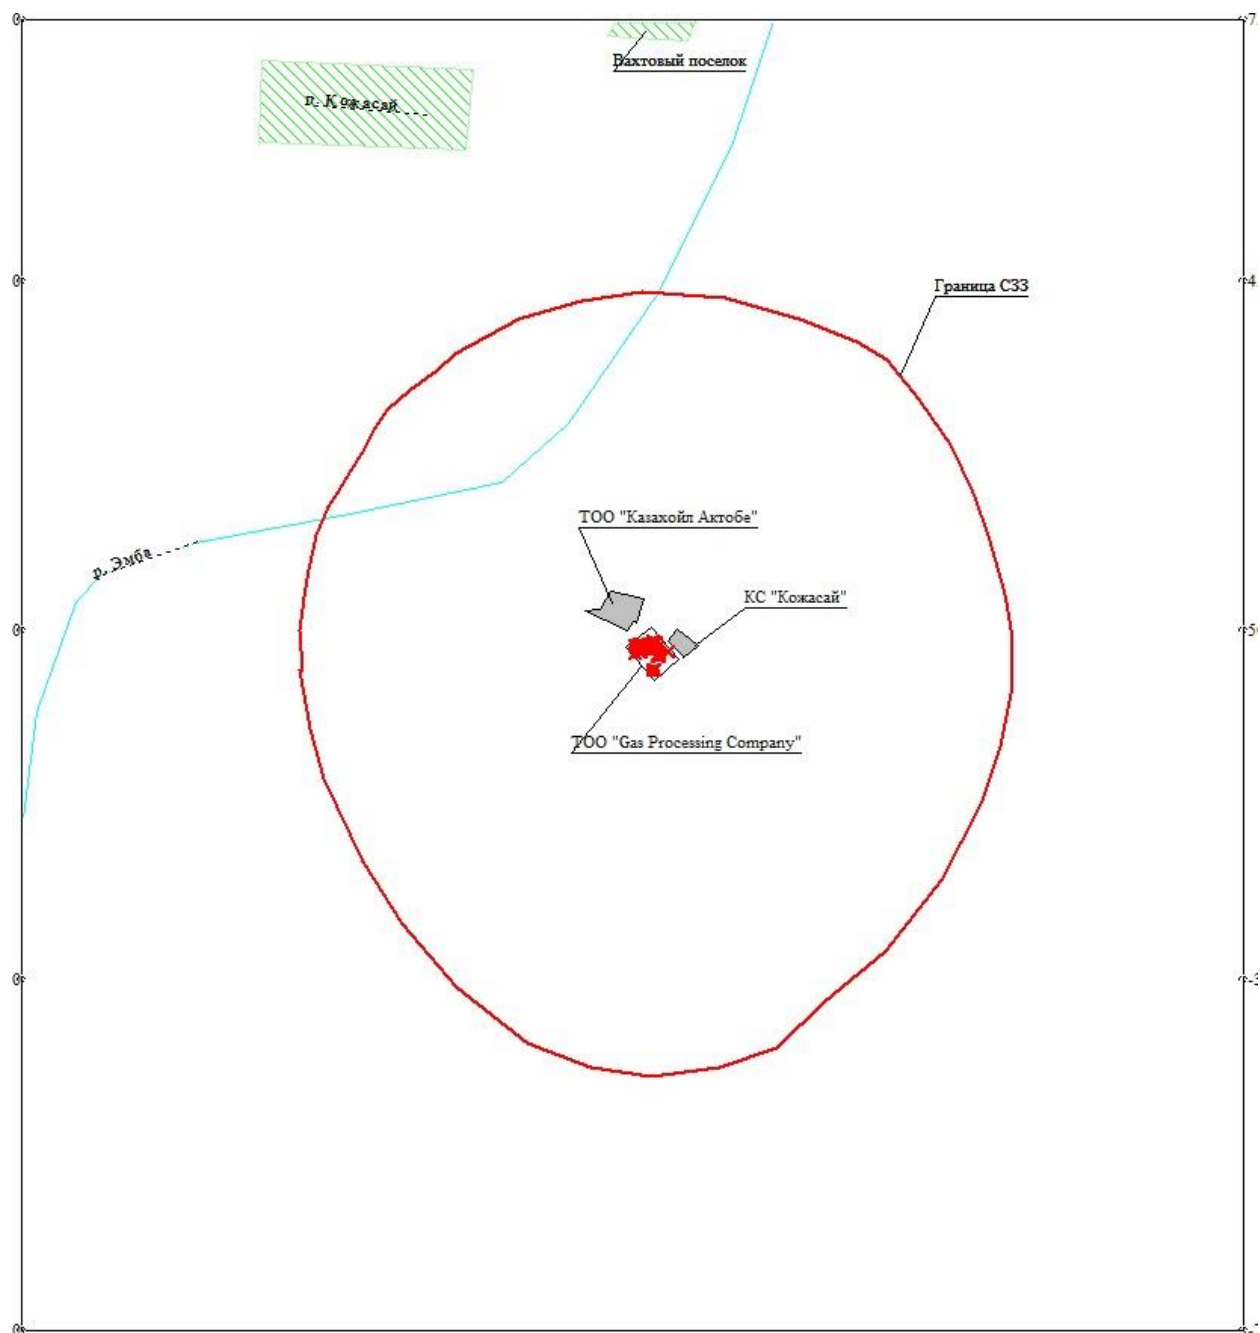 Вахтовый поселок
п. Кожасай
Граница СЗЗ
ТОО "Казахойл Актобе"
р. Эмба
КС "Кожасай"
ТОО "Gas Processing Company"